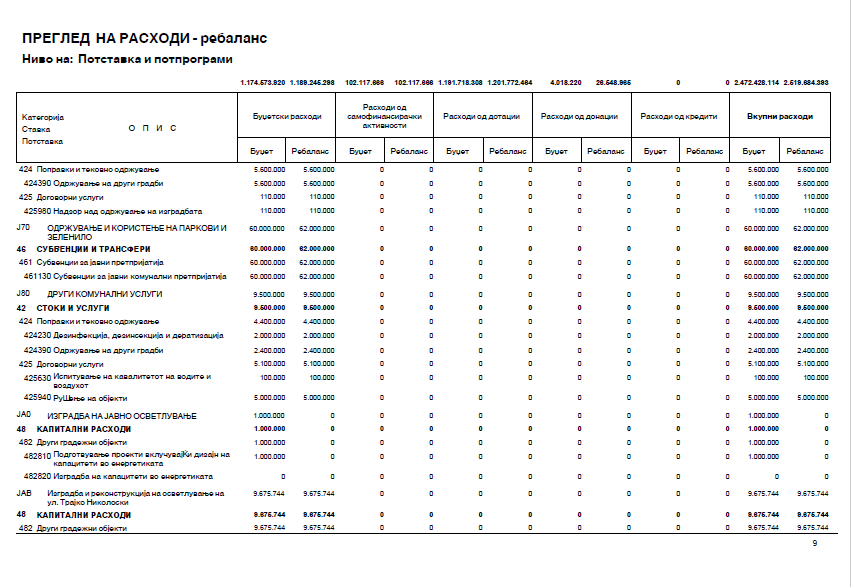 ПРЕГЛЕД НА РАСХОДИ - ребаланс
Ниво на: Потставка и потпрограми
1.174.573.920 1.189.245.298 102.117.666 102.117.666 1.191.718.308 1.201.772.464 4.018.220 26.548.965 0 0 2.472.428.114 2.519.684.393
Категорија
Ставка
Потставка
О П И С
Буџетски расходи
Расходи од самофинансирачки активности
Расходи од дотации
Расходи од донации
Расходи од кредити
Вкупни расходи
Буџет Ребаланс Буџет Ребаланс Буџет Ребаланс Буџет Ребаланс Буџет Ребаланс Буџет Ребаланс
424 Поправки и тековно одржување 5.600.000 5.600.000 0 0 0 0 0 0 0 0 5.600.000 5.600.000
424390 Одржување на други градби 5.600.000 5.600.000 0 0 0 0 0 0 0 0 5.600.000 5.600.000
425 Договорни услуги 110.000 110.000 0 0 0 0 0 0 0 0 110.000 110.000
425980 Надзор над одржување на изградбата 110.000 110.000 0 0 0 0 0 0 0 0 110.000 110.000
J70 ОДРЖУВАЊЕ И КОРИСТЕЊЕ НА ПАРКОВИ И ЗЕЛЕНИЛО 60.000.000 62.000.000 0 0 0 0 0 0 0 0 60.000.000 62.000.000
46 СУБВЕНЦИИ И ТРАНСФЕРИ 60.000.000 62.000.000 0 0 0 0 0 0 0 0 60.000.000 62.000.000
461 Субвенции за јавни претпријатија 60.000.000 62.000.000 0 0 0 0 0 0 0 0 60.000.000 62.000.000
461130 Субвенции за јавни комунални претпријатија 60.000.000 62.000.000 0 0 0 0 0 0 0 0 60.000.000 62.000.000
J80 ДРУГИ КОМУНАЛНИ УСЛУГИ 9.500.000 9.500.000 0 0 0 0 0 0 0 0 9.500.000 9.500.000
42 СТОКИ И УСЛУГИ 9.500.000 9.500.000 0 0 0 0 0 0 0 0 9.500.000 9.500.000
424 Поправки и тековно одржување 4.400.000 4.400.000 0 0 0 0 0 0 0 0 4.400.000 4.400.000
424230 Дезинфекција, дезинсекција и дератизација 2.000.000 2.000.000 0 0 0 0 0 0 0 0 2.000.000 2.000.000
424390 Одржување на други градби 2.400.000 2.400.000 0 0 0 0 0 0 0 0 2.400.000 2.400.000
425 Договорни услуги 5.100.000 5.100.000 0 0 0 0 0 0 0 0 5.100.000 5.100.000
425630 Испитување на кавалитетот на водите и воздухот 100.000 100.000 0 0 0 0 0 0 0 0 100.000 100.000
425940 РуШење на објекти 5.000.000 5.000.000 0 0 0 0 0 0 0 0 5.000.000 5.000.000
JA0 ИЗГРАДБА НА ЈАВНО ОСВЕТЛУВАЊЕ 1.000.000 0 0 0 0 0 0 0 0 0 1.000.000 0
48 КАПИТАЛНИ РАСХОДИ 1.000.000 0 0 0 0 0 0 0 0 0 1.000.000 0
482 Други градежни објекти 1.000.000 0 0 0 0 0 0 0 0 0 1.000.000 0
482810 Подготвување проекти вклучувајКи дизајн на капацитети во енергетиката 1.000.000 0 0 0 0 0 0 0 0 0 1.000.000 0
482820 Изградба на капацитети во енергетиката 0 0 0 0 0 0 0 0 0 0 0 0
JAB Изградба и реконструкција на осветлување на ул. Трајко Николоски 9.675.744 9.675.744 0 0 0 0 0 0 0 0 9.675.744 9.675.744
48 КАПИТАЛНИ РАСХОДИ 9.675.744 9.675.744 0 0 0 0 0 0 0 0 9.675.744 9.675.744
482 Други градежни објекти 9.675.744 9.675.744 0 0 0 0 0 0 0 0 9.675.744 9.675.744
9